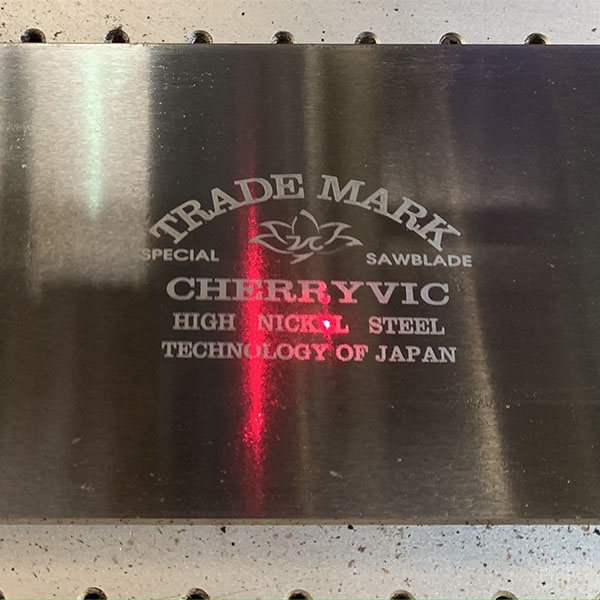 TRADE MARK
SPECIAL SAWBLADE
CHERRYVIC
HIGH NICKEL STEEL
TECHNOLOGY OF JAPAN